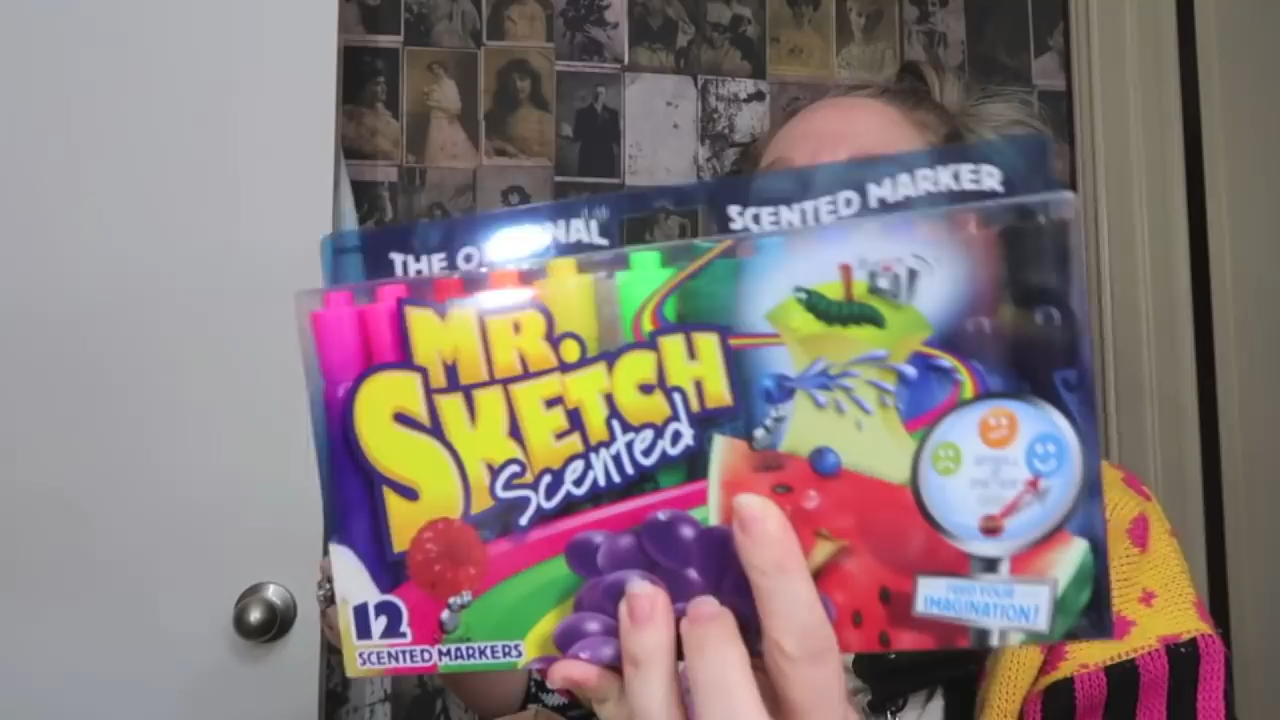 THE ORIGINAL SCENTED MARKER
MR.
SKETCH
Scented
FEED YOUR
IMAGINATION!
12
SCENTED MARKERS